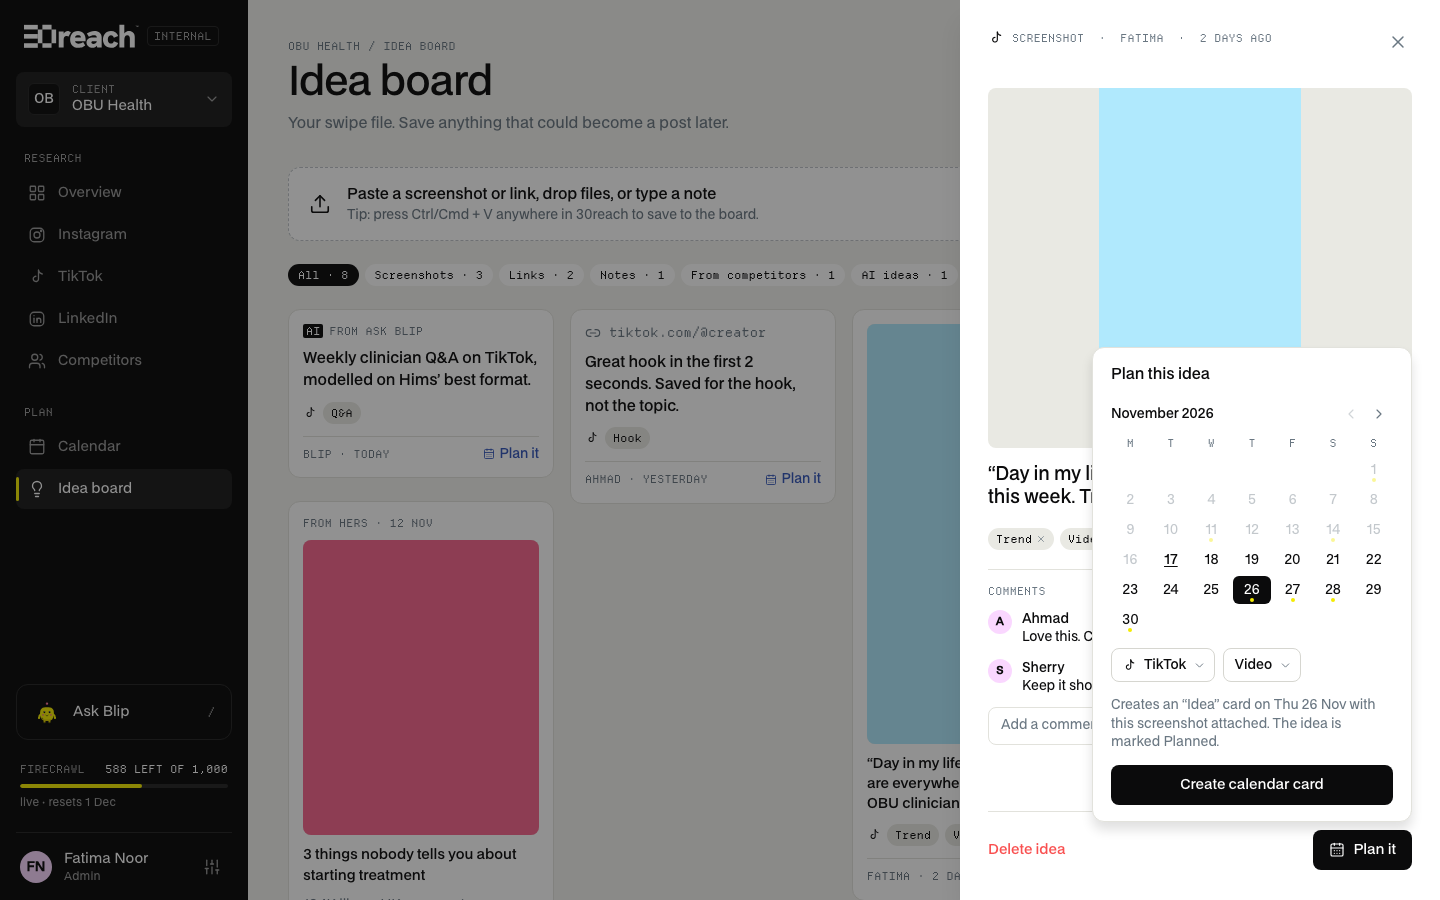 30reach INTERNAL
OB
CLIENT
OBU Health
RESEARCH
Overview
Instagram
TikTok
LinkedIn
Competitors
PLAN
Calendar
Idea board
Ask Blip /
FIRECRAWL 588 LEFT OF 1,000
live · resets 1 Dec
FN
Fatima Noor
Admin
OBU HEALTH / IDEA BOARD
Idea board
Your swipe file. Save anything that could become a post later.
Paste a screenshot or link, drop files, or type a note
Tip: press Ctrl/Cmd + V anywhere in 30reach to save to the board.
All · 8 Screenshots · 3 Links · 2 Notes · 1 From competitors · 1 AI ideas · 1
AI FROM ASK BLIP
Weekly clinician Q&A on TikTok,
modelled on Hims’ best format.
Q&A
BLIP · TODAY Plan it
FROM HERS · 12 NOV
3 things nobody tells you about
starting treatment
tiktok.com/@creator
Great hook in the first 2
seconds. Saved for the hook,
not the topic.
Hook
AHMAD · YESTERDAY Plan it
“Day in my life
are everywhe
OBU clinician
Trend
FATIMA · 2 DA
SCREENSHOT · FATIMA · 2 DAYS AGO
“Day in my li
this week. T
Trend Vide
COMMENTS
A
Ahmad
Love this. C
S
Sherry
Keep it sho
Add a comme
Delete idea
Plan it
Plan this idea
November 2026
M T W T F S S
1
2 3 4 5 6 7 8
9 10 11 12 13 14 15
16 17 18 19 20 21 22
23 24 25 26 27 28 29
30
TikTok Video
Creates an “Idea” card on Thu 26 Nov with
this screenshot attached. The idea is
marked Planned.
Create calendar card